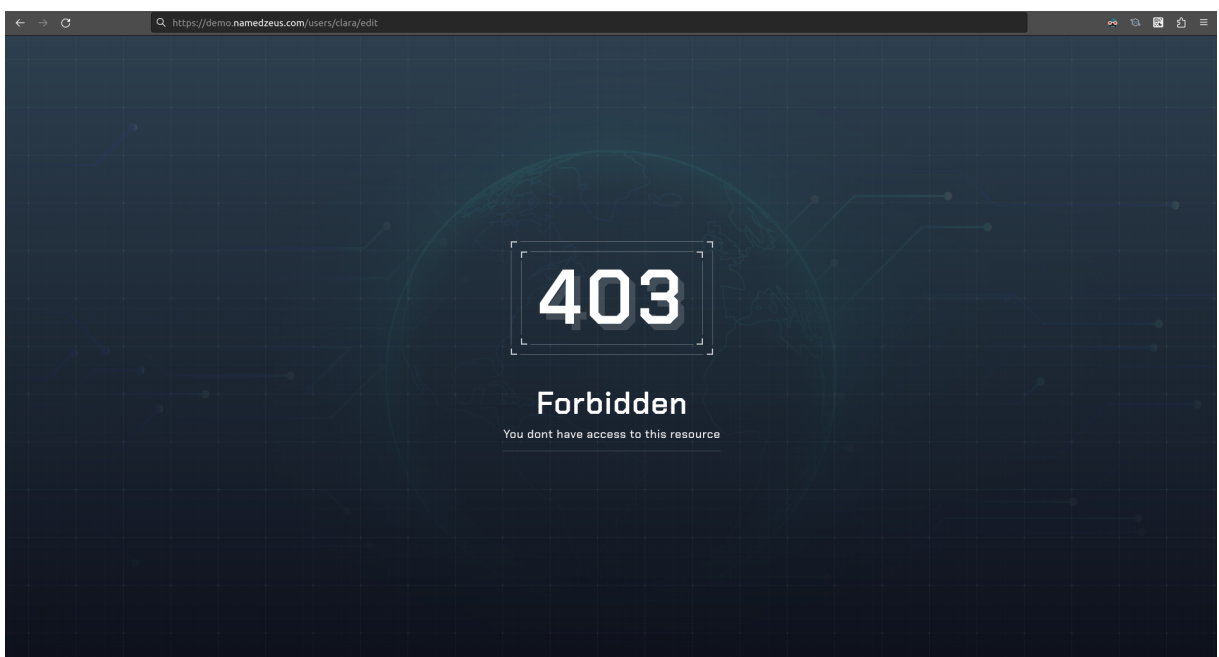 https://demo.namedzeus.com/users/clara/edit
403
Forbidden
You dont have access to this resource